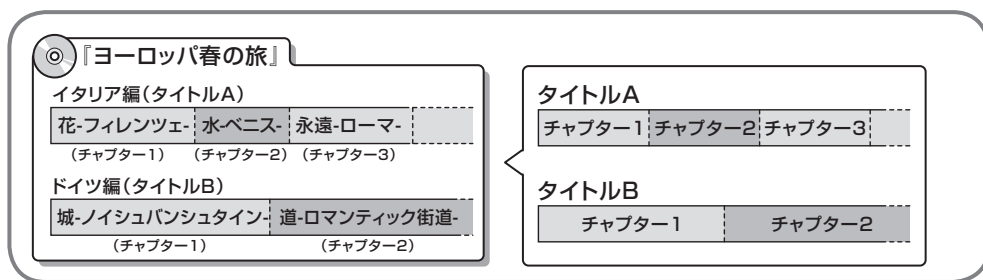 『ヨーロッパ春の旅』
イタリア編(タイトルA)
花-フィレンツェ- 水-ベニス- 永遠-ローマ-
(チャプター1) (チャプター2) (チャプター3)
ドイツ編(タイトルB)
城-ノイシュバンシュタイン- 道-ロマンティック街道-
(チャプター1) (チャプター2)
タイトルA
チャプター1 チャプター2 チャプター3
タイトルB
チャプター1 チャプター2